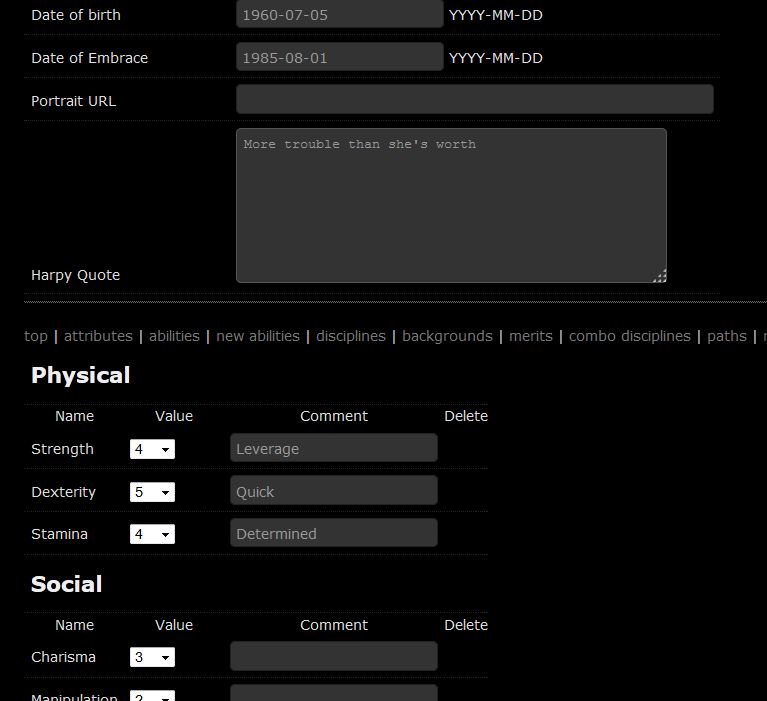 Date of birth 1960-07-05 YYYY-MM-DD
Date of Embrace 1985-08-01 YYYY-MM-DD
Portrait URL
More trouble than she's worth
Harpy Quote
top | attributes | abilities | new abilities | disciplines | backgrounds | merits | combo disciplines | paths |
Physical
Name Value Comment Delete
Strength 4 Leverage
Dexterity 5 Quick
Stamina 4 Determined
Social
Name Value Comment Delete
Charisma 3
Manipulation 2